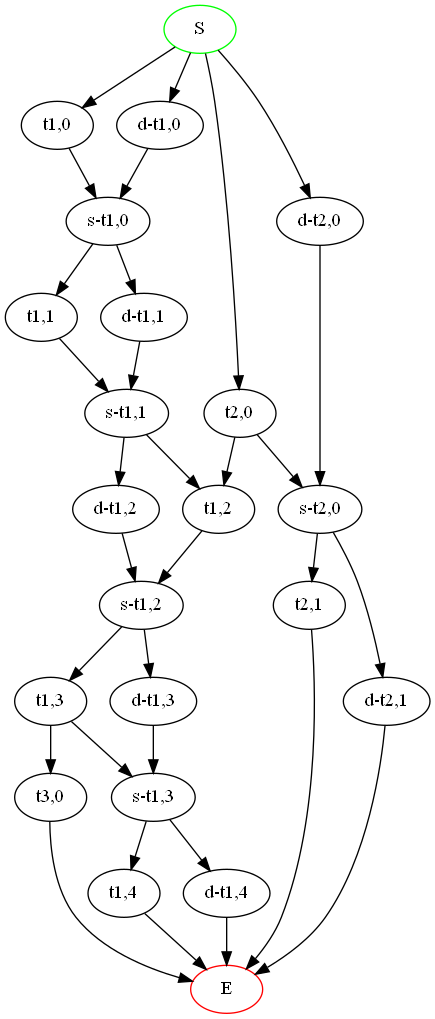 S
t1,0
d-t1,0
s-t1,0
d-t2,0
t1,1
d-t1,1
s-t1,1
t2,0
d-t1,2
t1,2
s-t2,0
s-t1,2
t2,1
t1,3
d-t1,3
d-t2,1
t3,0
s-t1,3
t1,4
d-t1,4
E